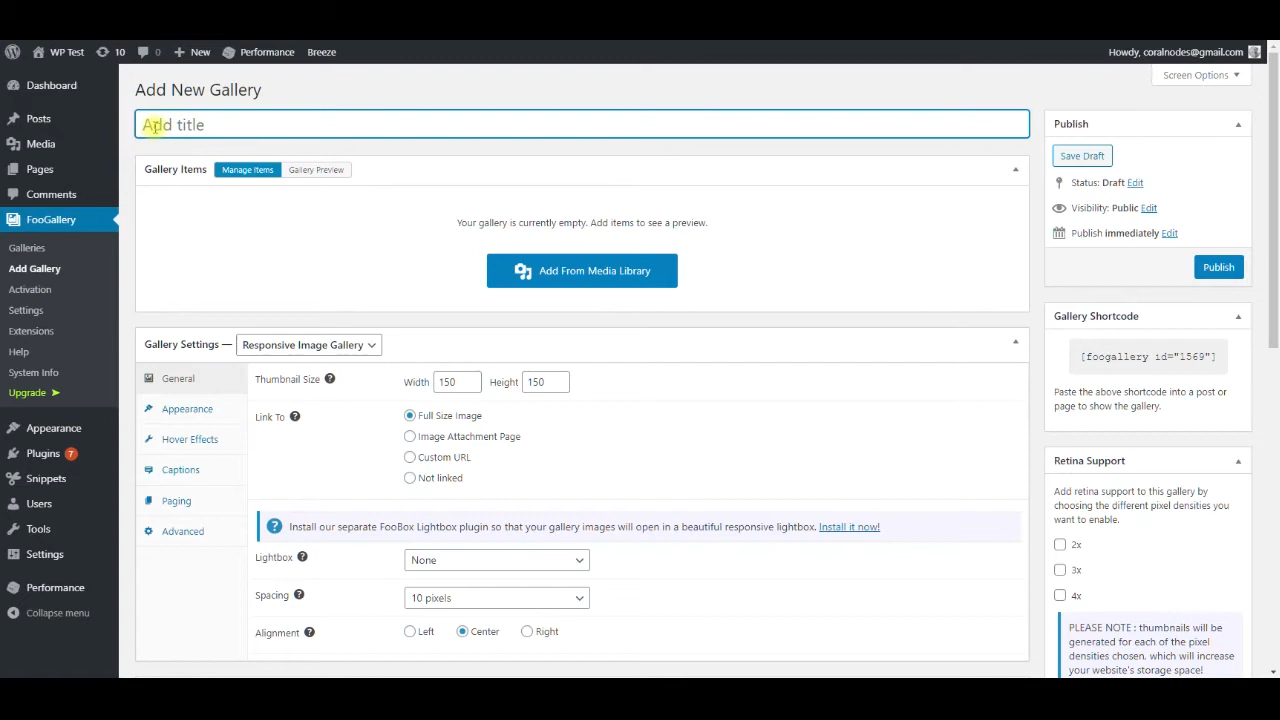 WP Test 10 0 New Performance Breeze Howdy, coralnodes@gmail.com
Screen Options
Dashboard
Posts
Media
Pages
Comments
FooGallery
Galleries
Add Gallery
Activation
Settings
Extensions
Help
System Info
Upgrade
Appearance
Plugins 7
Snippets
Users
Tools
Settings
Performance
Collapse menu
Add New Gallery
Add title
Gallery Items Manage Items Gallery Preview
Your gallery is currently empty. Add items to see a preview.
Add From Media Library
Gallery Settings — Responsive Image Gallery
General
Appearance
Hover Effects
Captions
Paging
Advanced
Thumbnail Size ? Width 150 Height 150
Link To ? Full Size Image
Image Attachment Page
Custom URL
Not linked
? Install our separate FooBox Lightbox plugin so that your gallery images will open in a beautiful responsive lightbox. Install it now!
Lightbox ? None
Spacing ? 10 pixels
Alignment ? Left Center Right
Publish
Save Draft
Status: Draft Edit
Visibility: Public Edit
Publish immediately Edit
Publish
Gallery Shortcode
[foogallery id="1569"]
Paste the above shortcode into a post
or page to show the gallery.
Retina Support
Add retina support to this gallery by
choosing the different pixel densities you
want to enable.
2x
3x
4x
PLEASE NOTE : thumbnails will be
generated for each of the pixel
densities chosen, which will increase
your website's storage space!